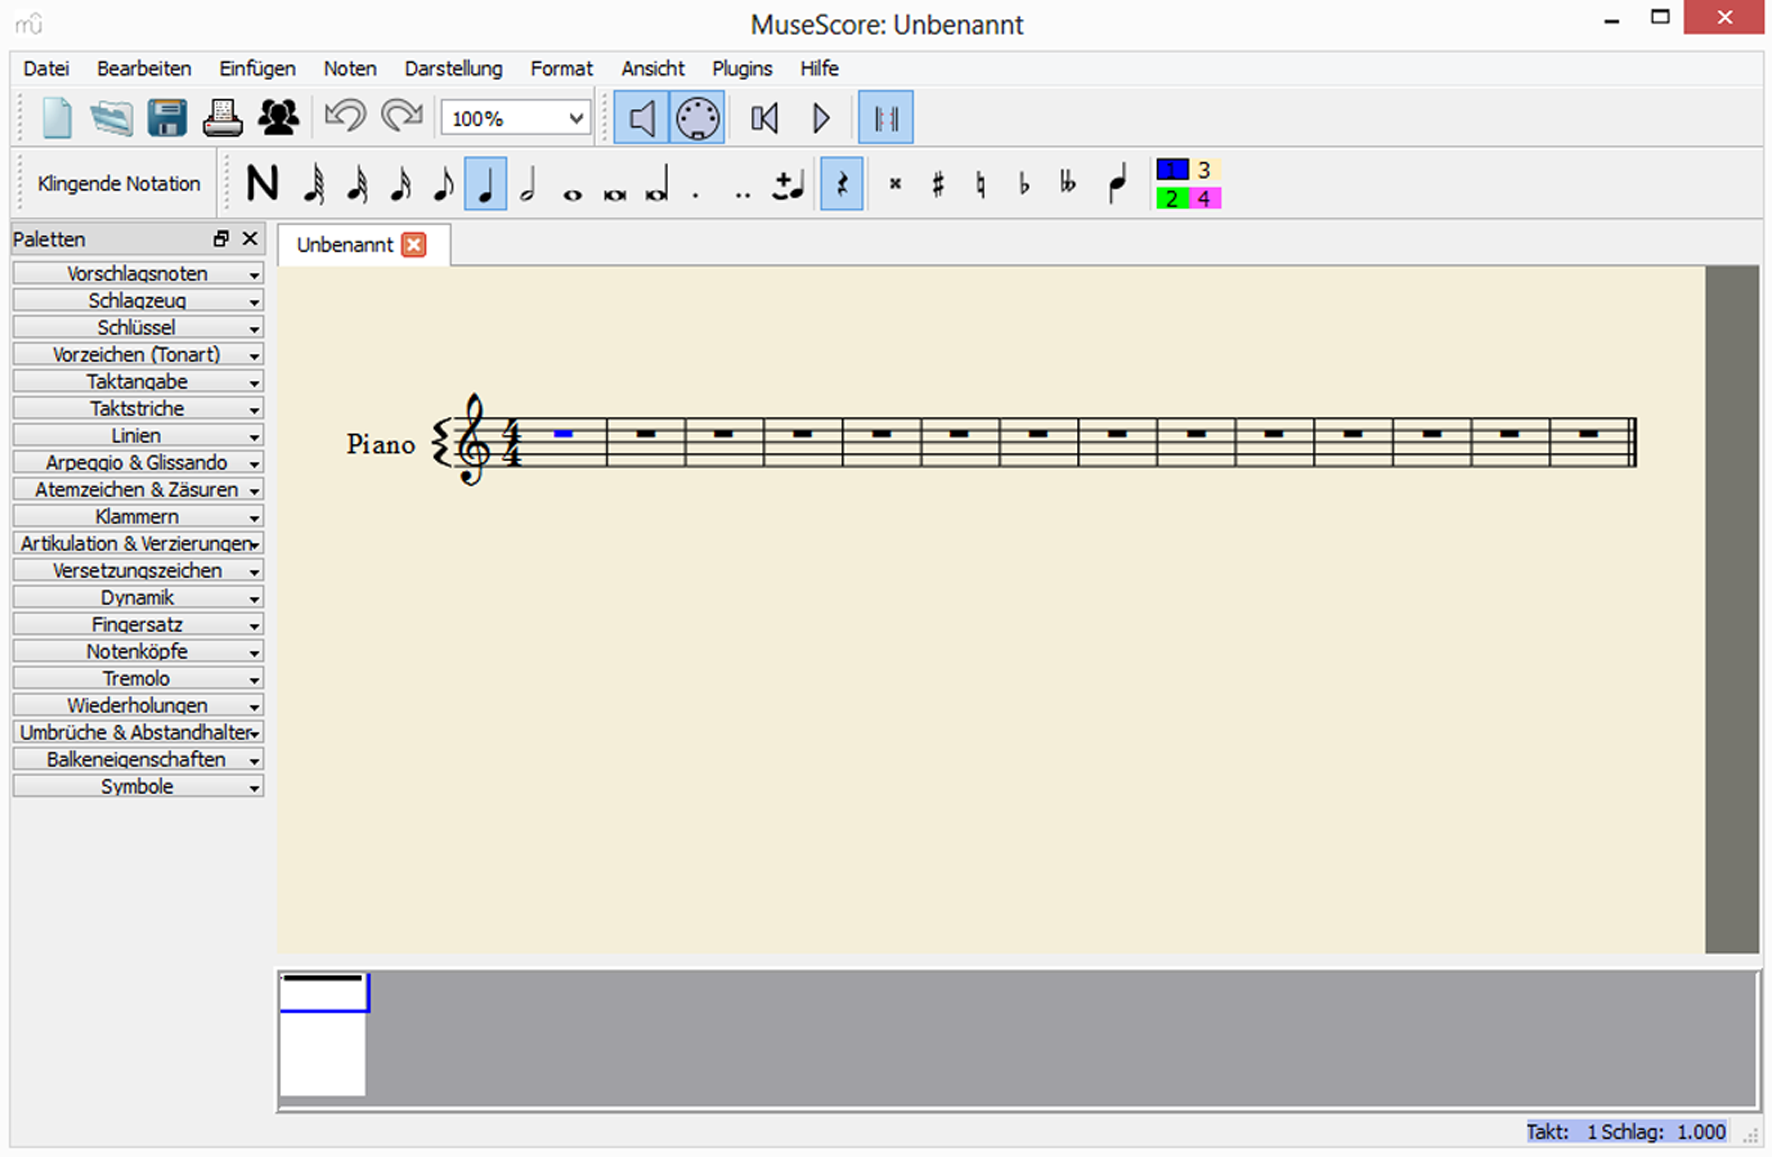 mû
MuseScore: Unbenannt
Datei Bearbeiten Einfügen Noten Darstellung Format Ansicht Plugins Hilfe
100%
Klingende Notation N 1 3
2 4
Paletten
Unbenannt
Vorschlagsnoten
Schlagzeug
Schlüssel
Vorzeichen (Tonart)
Taktangabe
Taktstriche
Linien
Arpeggio & Glissando
Atemzeichen & Zäsuren
Klammern
Artikulation & Verzierungen
Versetzungszeichen
Dynamik
Fingersatz
Notenköpfe
Tremolo
Wiederholungen
Umbrüche & Abstandhalter
Balkeneigenschaften
Symbole
Piano
4
4
Takt: 1 Schlag: 1.000